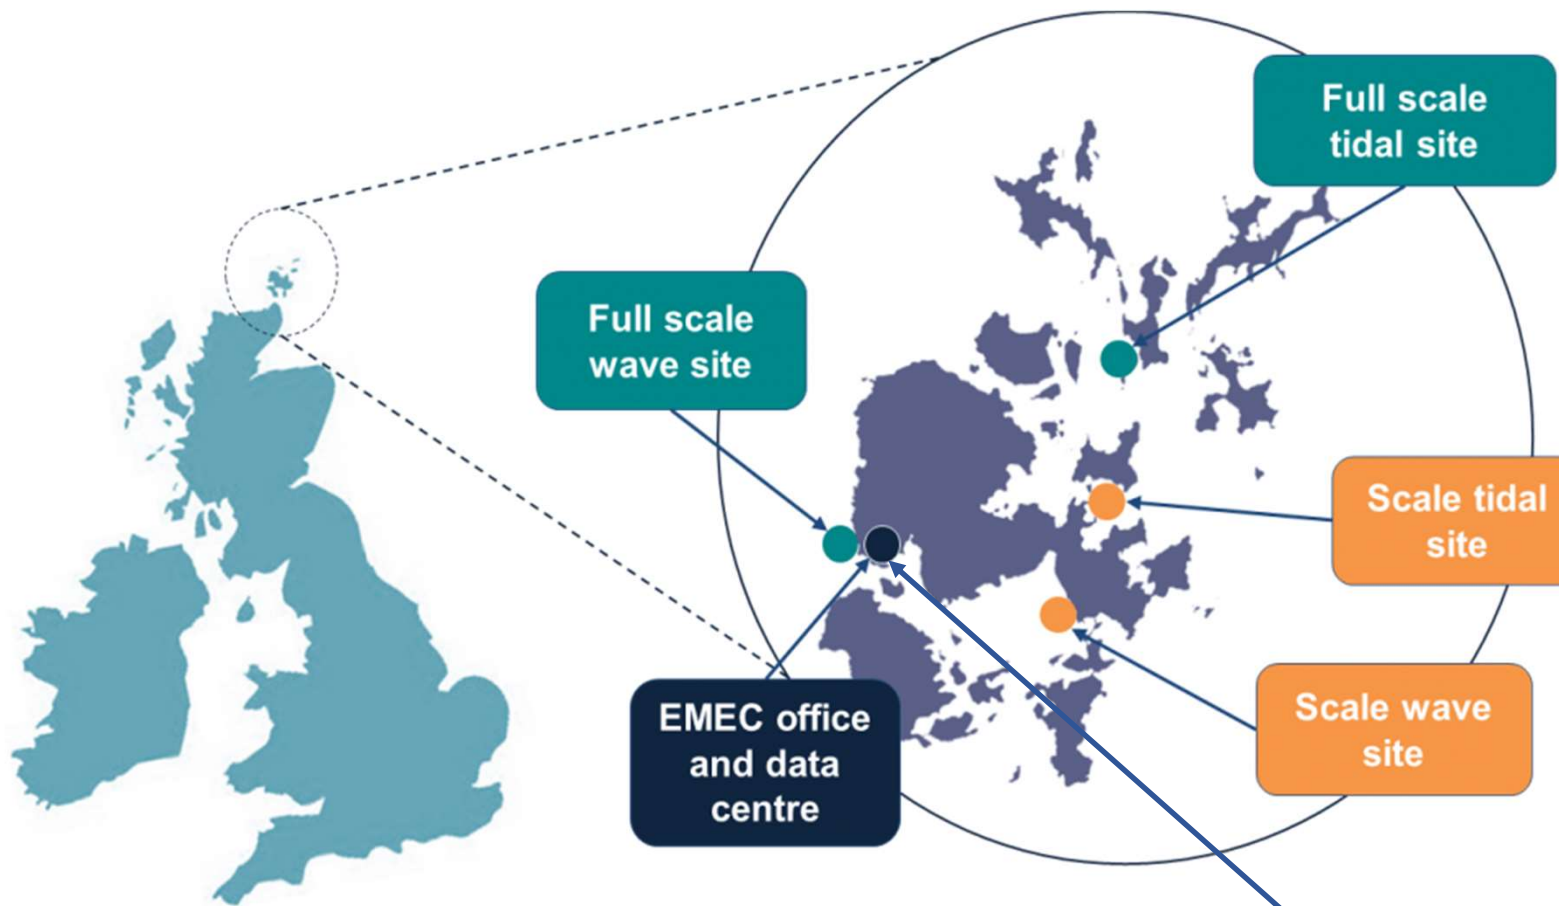 Full scale
tidal site
Full scale
wave site
Scale tidal
site
Scale wave
site
EMEC office
and data
centre